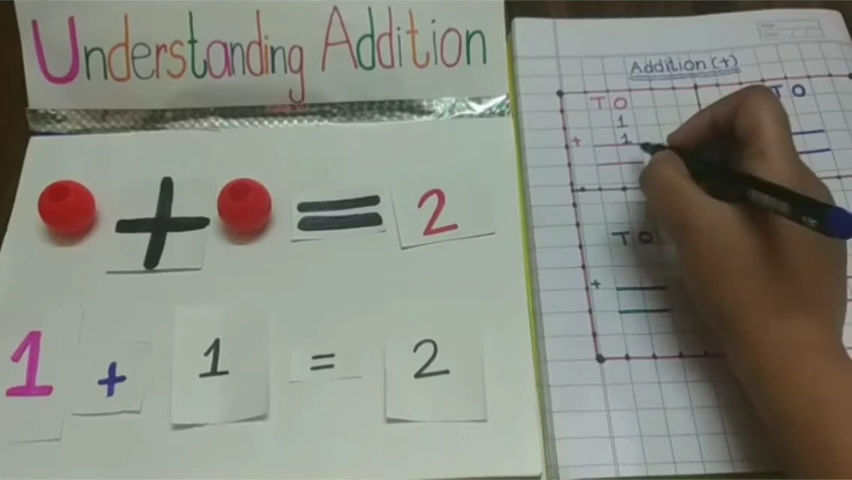 Understanding Addition
+ = 2
1 + 1 = 2
Addition (+)
T O
1
+ 1
T O
T O
+